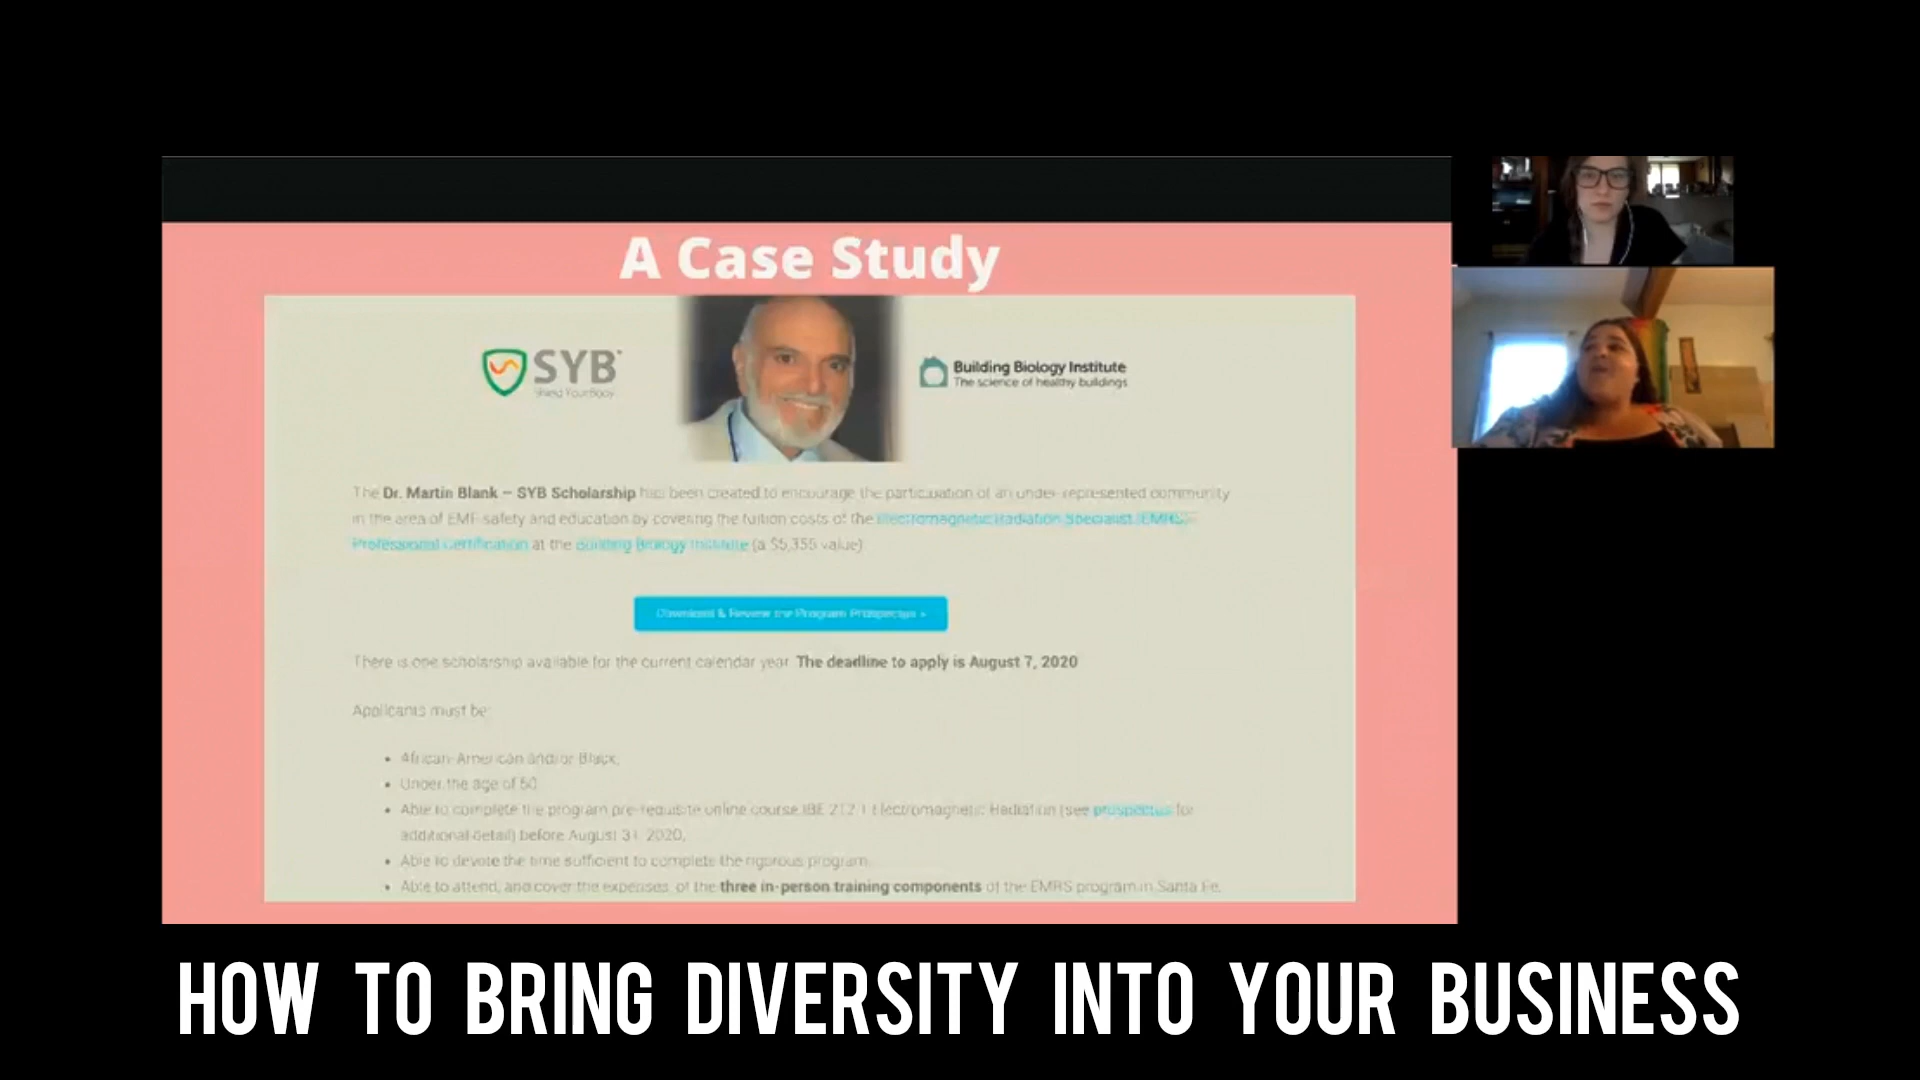 A Case Study
SYB
Shield Your Body
Building Biology Institute
The science of healthy buildings
The Dr. Martin Blank – SYB Scholarship has been created to encourage the participation of an under-represented community
in the area of EMF safety and education by covering the tuition costs of the Electromagnetic Radiation Specialist (EMRS)
Professional Certification at the Building Biology Institute (a $5,355 value)
Download & Review the Program Prospectus »
There is one scholarship available for the current calendar year. The deadline to apply is August 7, 2020
Applicants must be:
• African-American and/or Black,
• Under the age of 50
• Able to complete the program pre-requisite online course IBE 212.1 Electromagnetic Radiation (see prospectus for
additional detail) before August 31, 2020,
• Able to devote the time sufficient to complete the rigorous program
• Able to attend, and cover the expenses, of the three in-person training components of the EMRS program in Santa Fe,
HOW TO BRING DIVERSITY INTO YOUR BUSINESS